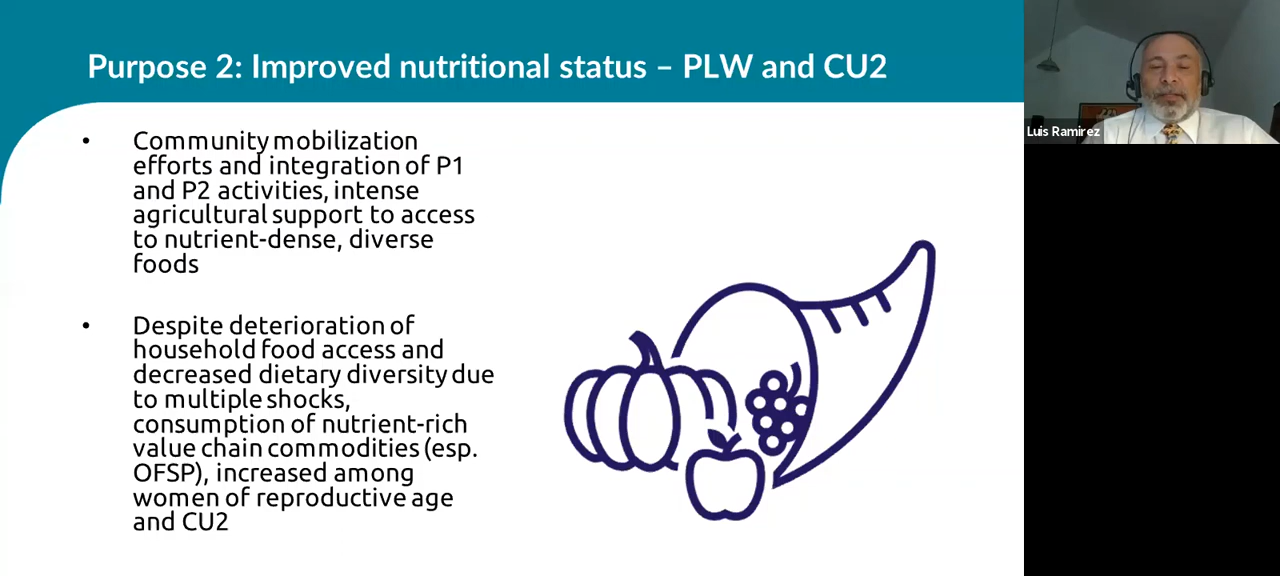 Purpose 2: Improved nutritional status – PLW and CU2
• Community mobilization
efforts and integration of P1
and P2 activities, intense
agricultural support to access
to nutrient-dense, diverse
foods
• Despite deterioration of
household food access and
decreased dietary diversity due
to multiple shocks,
consumption of nutrient-rich
value chain commodities (esp.
OFSP), increased among
women of reproductive age
and CU2
Luis Ramirez